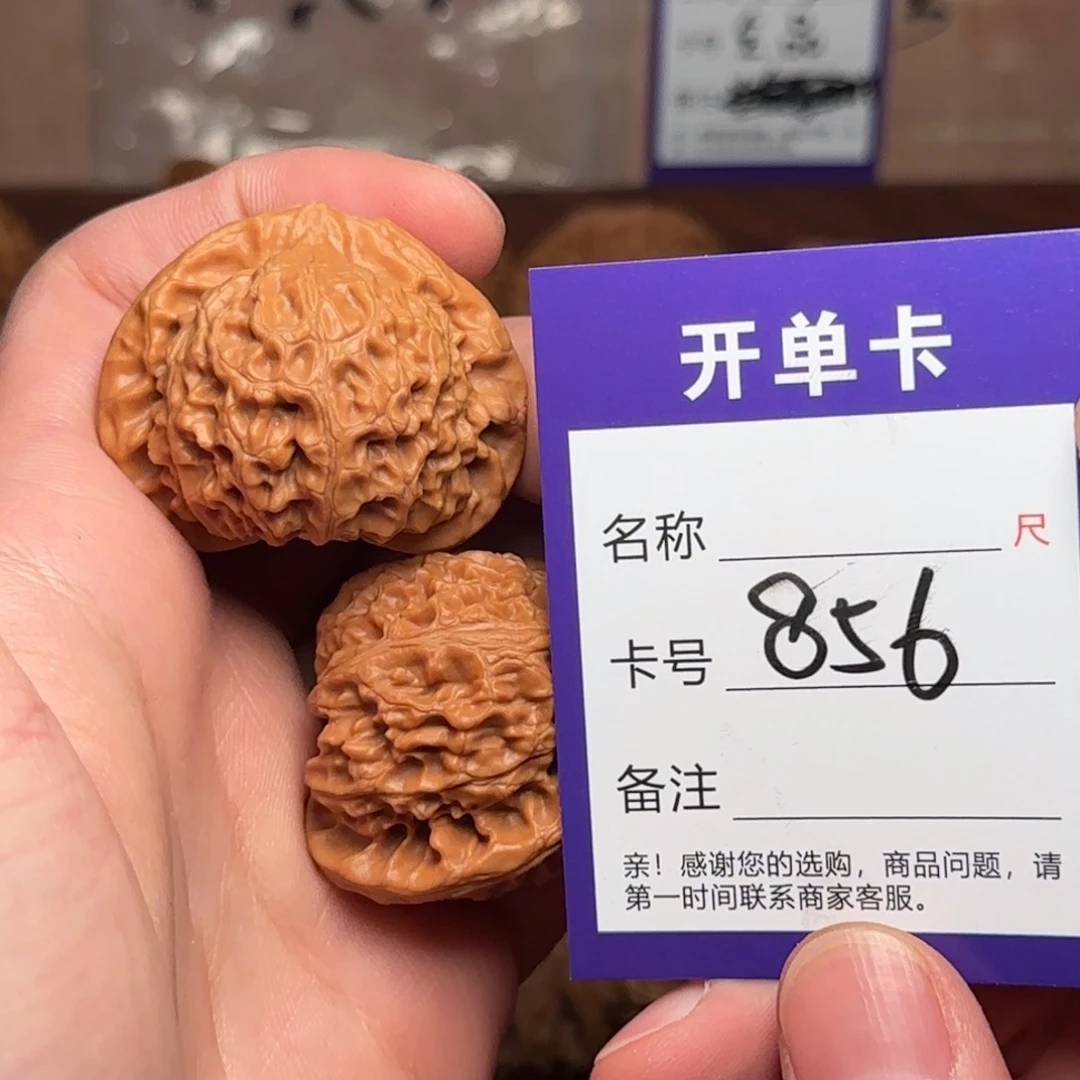 开单卡
名称 尺
卡号 856
备注
亲！感谢您的选购，商品问题，请
第一时间联系商家客服。